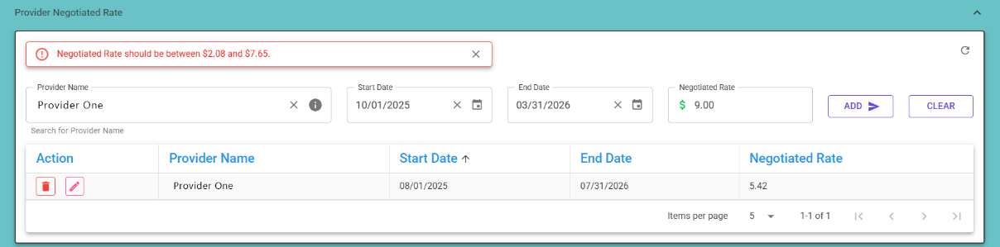 Provider Negotiated Rate
Negotiated Rate should be between $2.08 and $7.65.
Provider Name Start Date End Date Negotiated Rate
Provider One 10/01/2025 03/31/2026 $ 9.00 ADD CLEAR
Search for Provider Name
Action Provider Name Start Date End Date Negotiated Rate
Provider One 08/01/2025 07/31/2026 5.42
Items per page 5 1-1 of 1